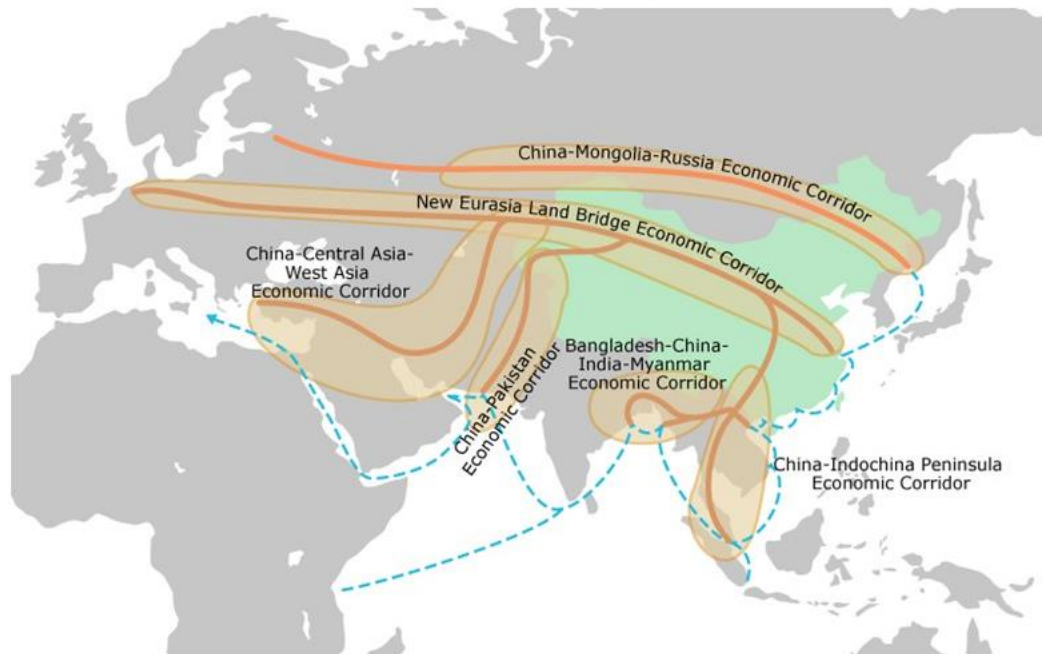 China-Mongolia-Russia Economic Corridor
New Eurasia Land Bridge Economic Corridor
China-Central Asia-
West Asia
Economic Corridor
China-Pakistan
Economic Corridor
Bangladesh-China-
India-Myanmar
Economic Corridor
China-Indochina Peninsula
Economic Corridor